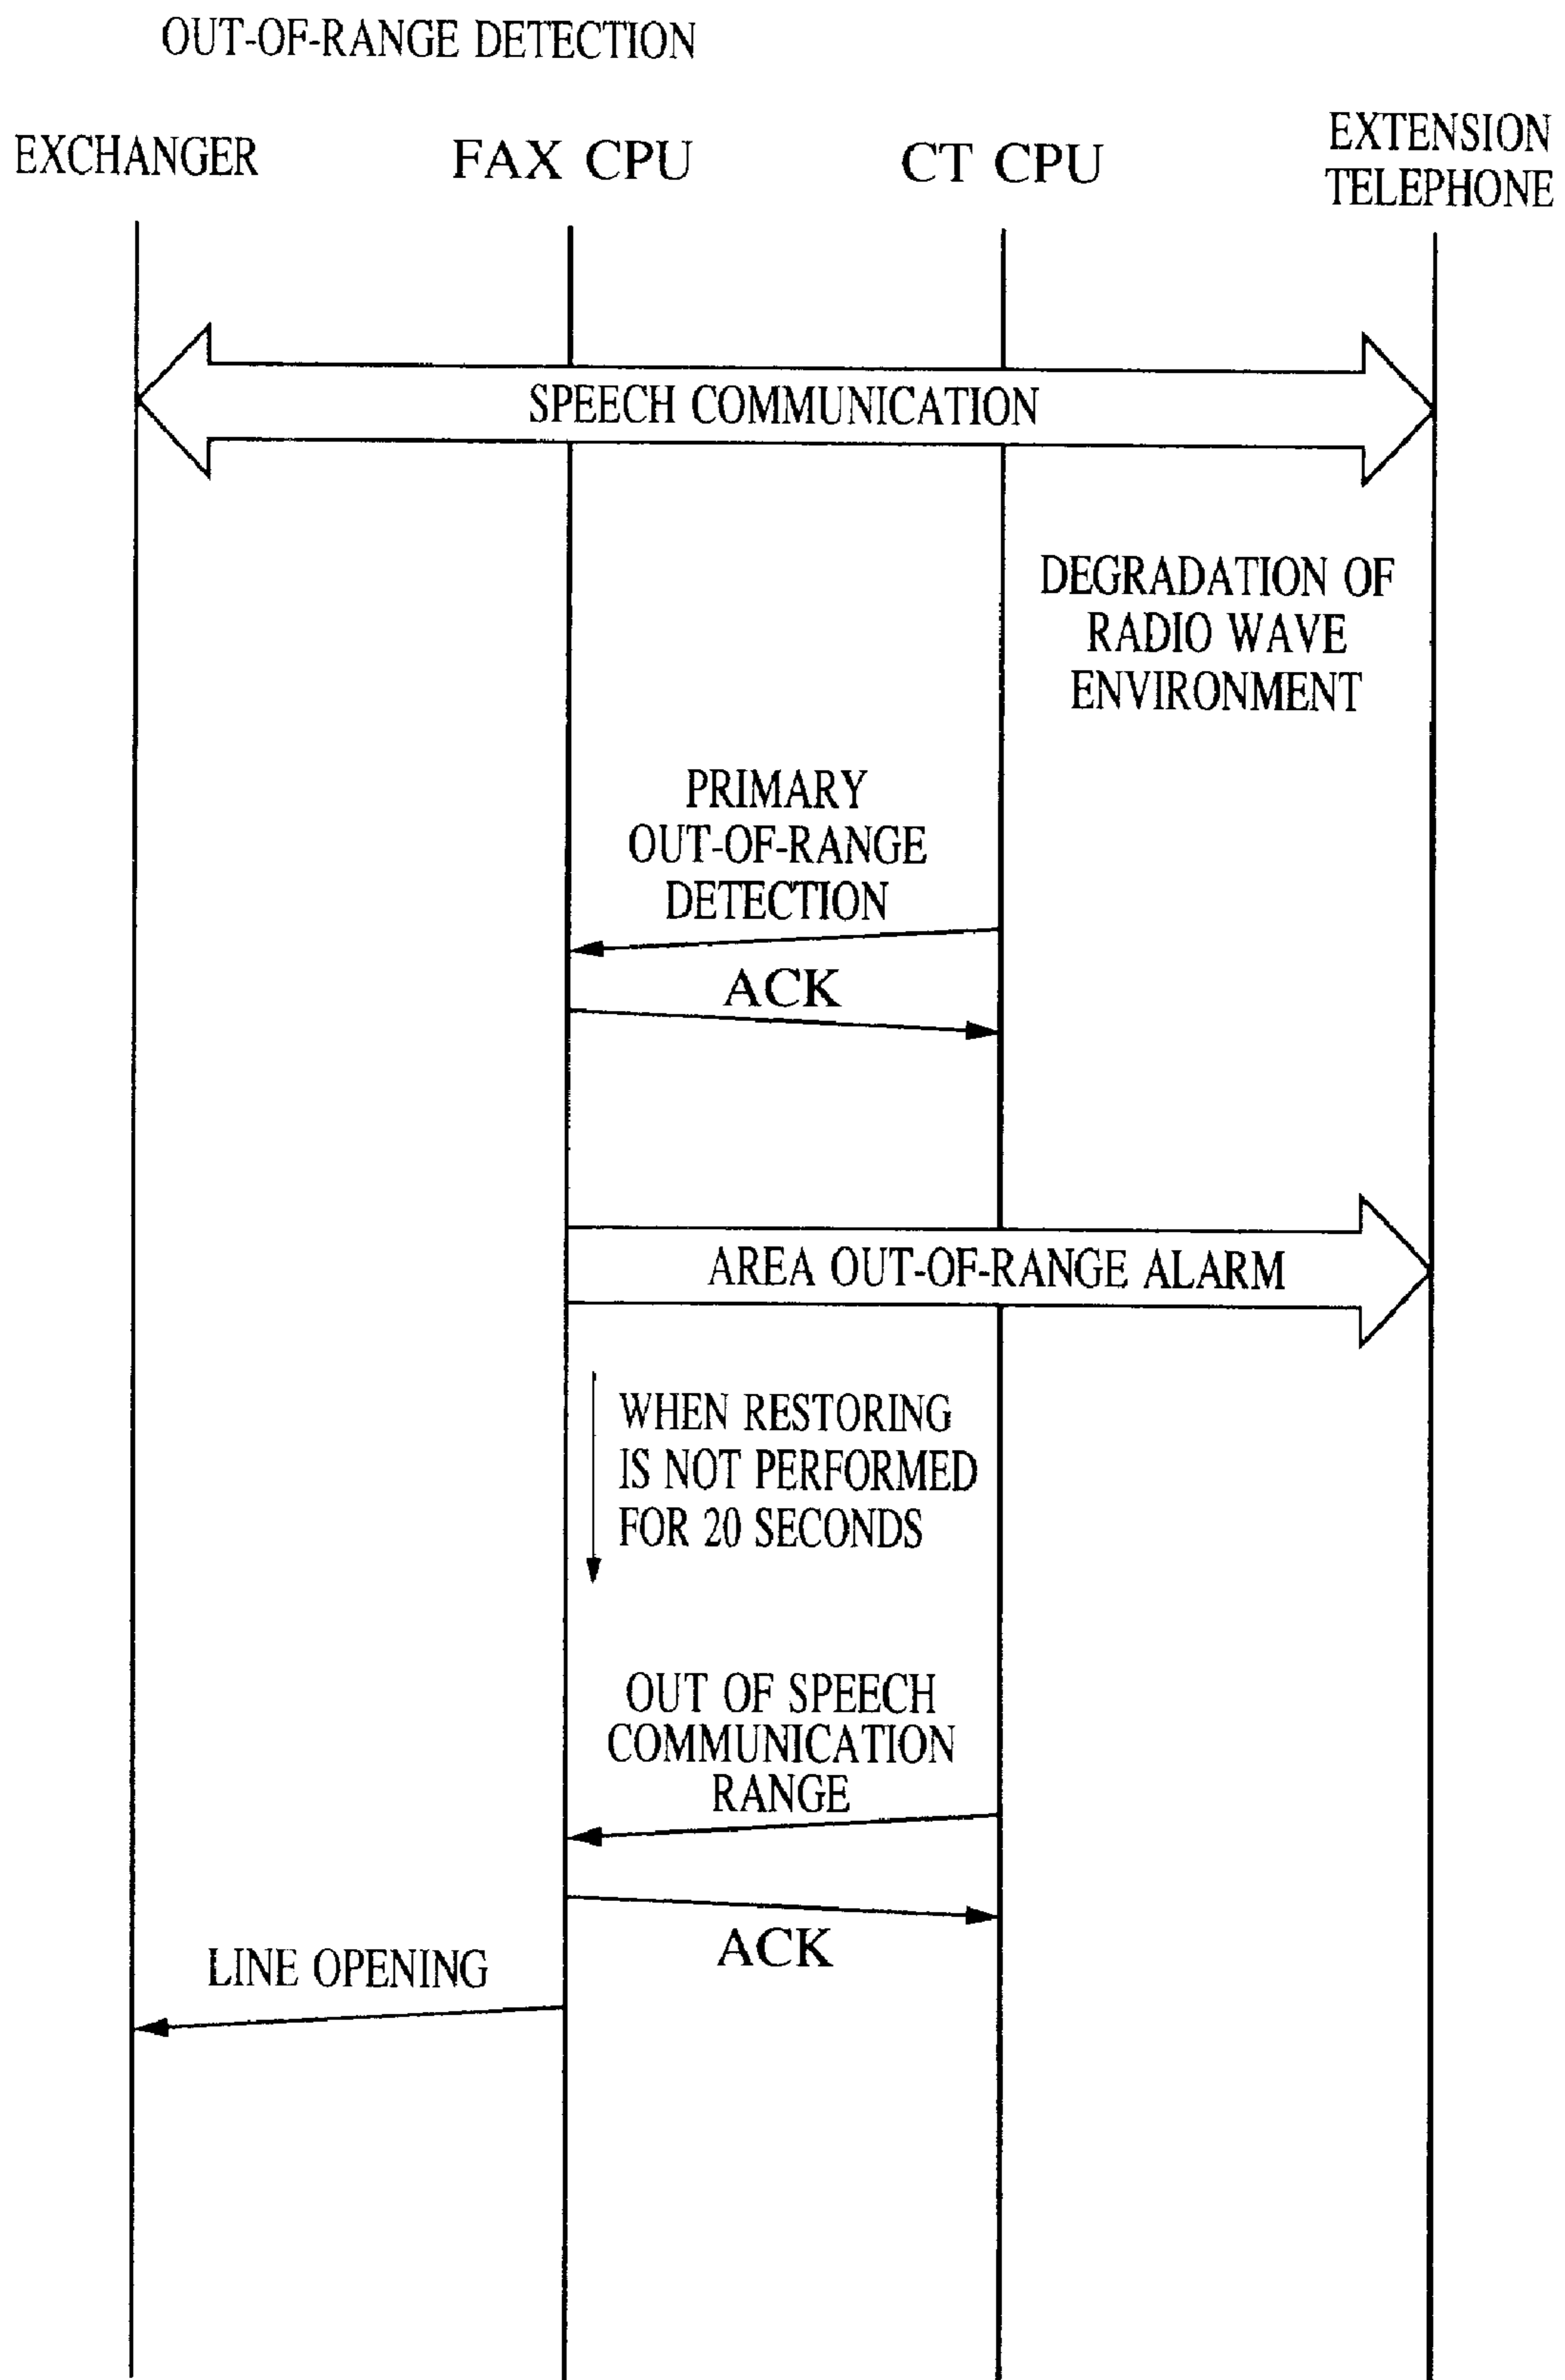 OUT-OF-RANGE DETECTION
EXCHANGER
FAX CPU
CT CPU
EXTENSION
TELEPHONE
SPEECH COMMUNICATION
DEGRADATION OF
RADIO WAVE
ENVIRONMENT
PRIMARY
OUT-OF-RANGE
DETECTION
ACK
AREA OUT-OF-RANGE ALARM
WHEN RESTORING
IS NOT PERFORMED
FOR 20 SECONDS
OUT OF SPEECH
COMMUNICATION
RANGE
ACK
LINE OPENING